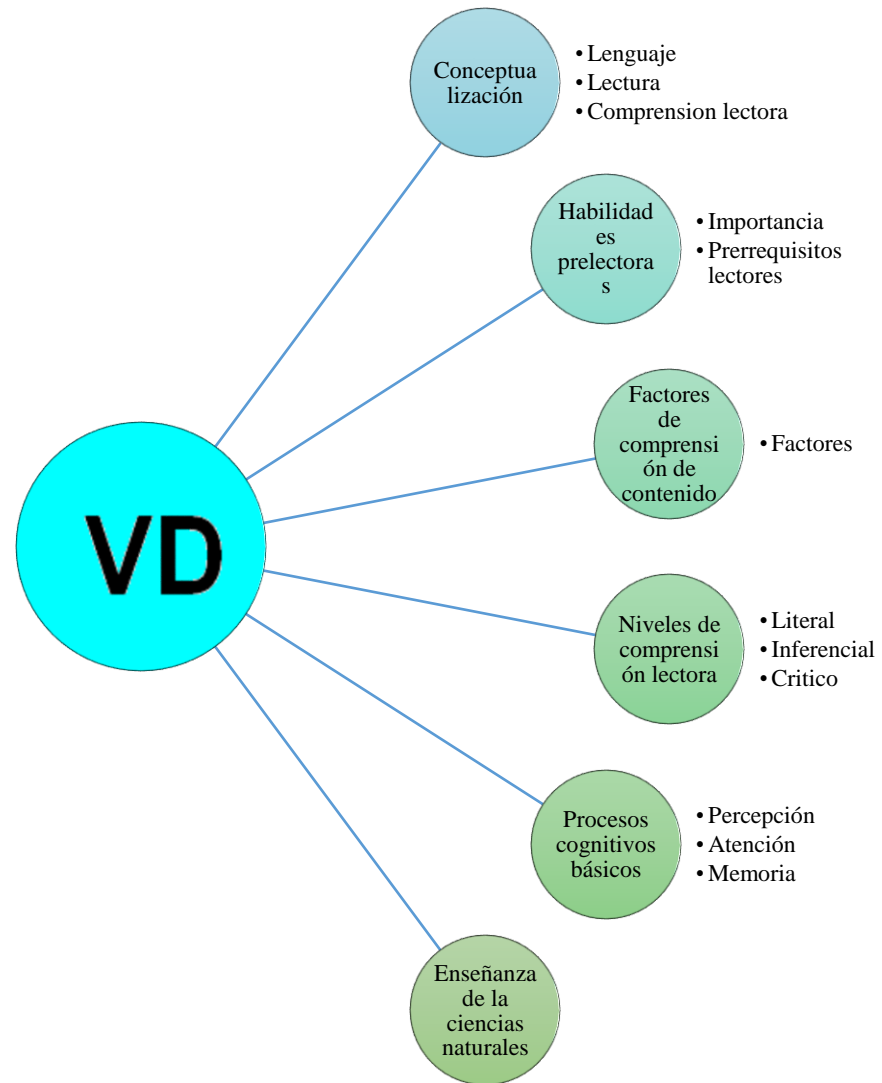 Conceptua
lización
• Lenguaje
• Lectura
• Comprension lectora
Habilidad
es
prelectora
s
• Importancia
• Prerrequisitos
lectores
Factores
de
comprensi
ón de
contenido
• Factores
VD
Niveles de
comprensi
ón lectora
• Literal
• Inferencial
• Critico
Procesos
cognitivos
básicos
• Percepción
• Atención
• Memoria
Enseñanza
de la
ciencias
naturales